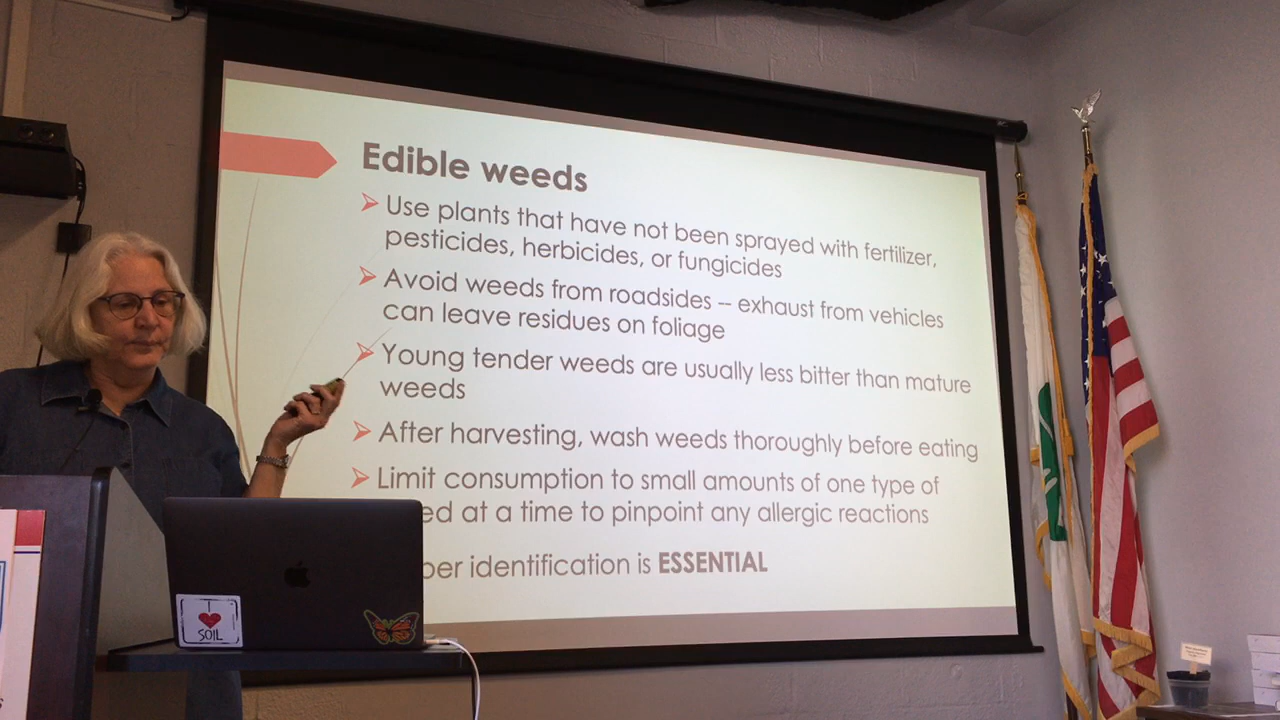 Edible weeds
Use plants that have not been sprayed with fertilizer,
pesticides, herbicides, or fungicides
Avoid weeds from roadsides – exhaust from vehicles
can leave residues on foliage
Young tender weeds are usually less bitter than mature
weeds
After harvesting, wash weeds thoroughly before eating
Limit consumption to small amounts of one type of
ed at a time to pinpoint any allergic reactions
per identification is ESSENTIAL
I
SOIL